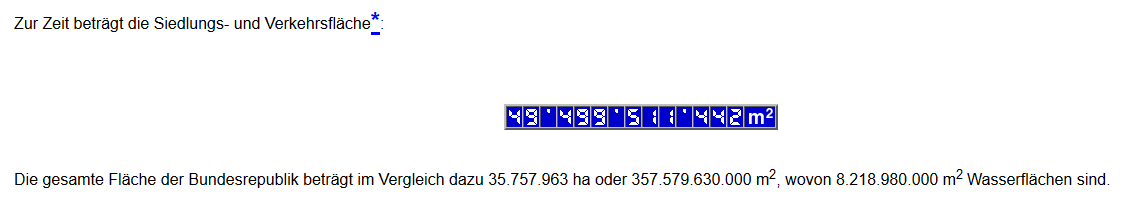 Zur Zeit beträgt die Siedlungs- und Verkehrsfläche*:
49'499'511'442 m²
Die gesamte Fläche der Bundesrepublik beträgt im Vergleich dazu 35.757.963 ha oder 357.579.630.000 m², wovon 8.218.980.000 m² Wasserflächen sind.